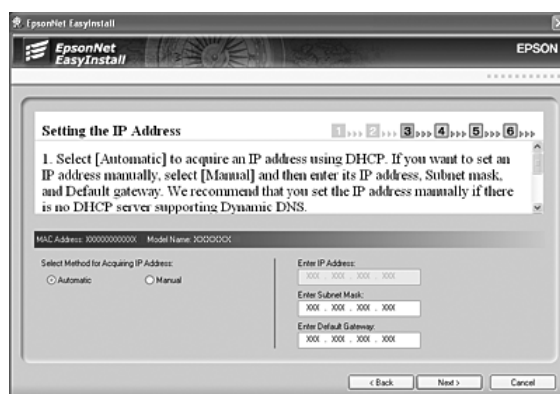 EpsonNet EasyInstall
EpsonNet
EasyInstall
EPSON
Setting the IP Address
1 2 3 4 5 6
1. Select [Automatic] to acquire an IP address using DHCP. If you want to set an
IP address manually, select [Manual] and then enter its IP address, Subnet mask,
and Default gateway. We recommend that you set the IP address manually if there
is no DHCP server supporting Dynamic DNS.
MAC Address: XXXXXXXXXXXX Model Name: XXXXXXX
Select Method for Acquiring IP Address:
Automatic Manual
Enter IP Address:
XXX . XXX . XXX . XXX
Enter Subnet Mask:
XXX . XXX . XXX . XXX
Enter Default Gateway:
XXX . XXX . XXX . XXX
< Back Next > Cancel